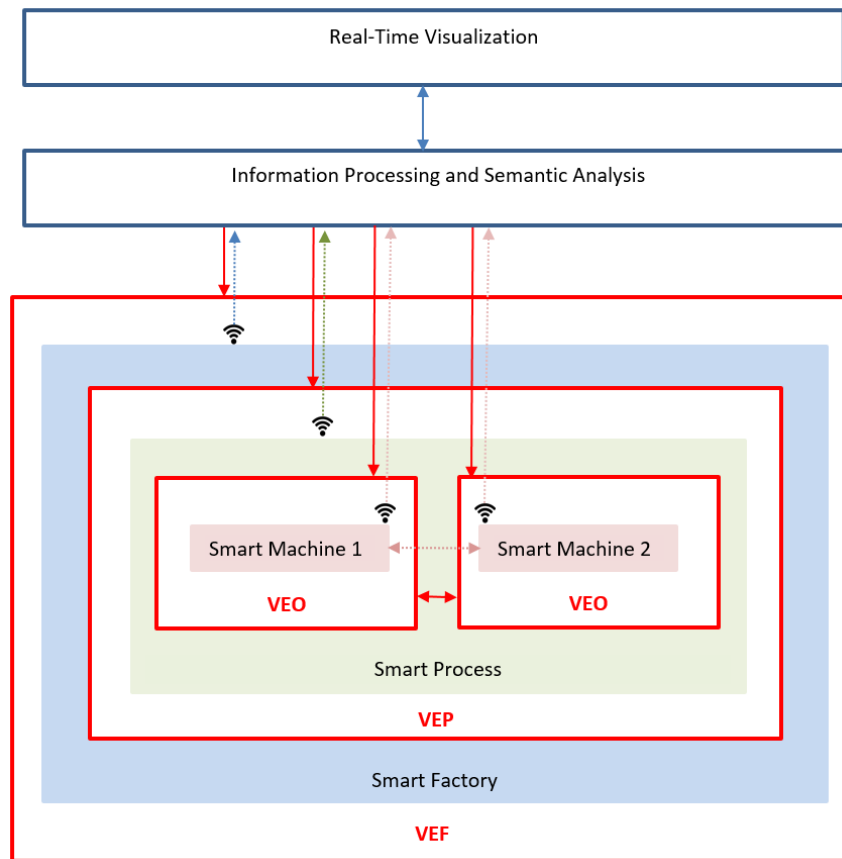 Real-Time Visualization
Information Processing and Semantic Analysis
Smart Machine 1
Smart Machine 2
VEO
VEO
Smart Process
VEP
Smart Factory
VEF